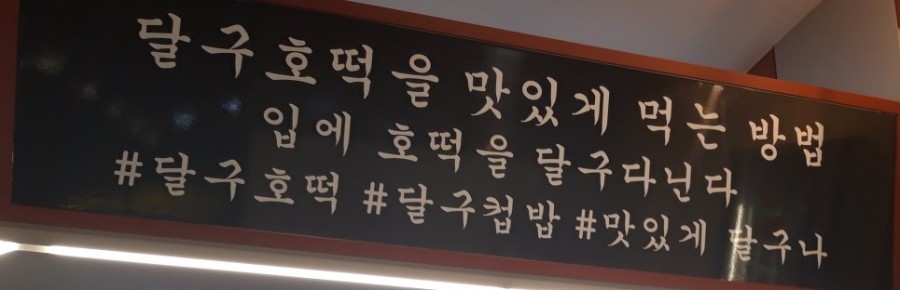 달구호떡을 맛있게 먹는 방법
입에 호떡을 달구다닌다
#달구호떡 #달구컵밥 #맛있게 달구나